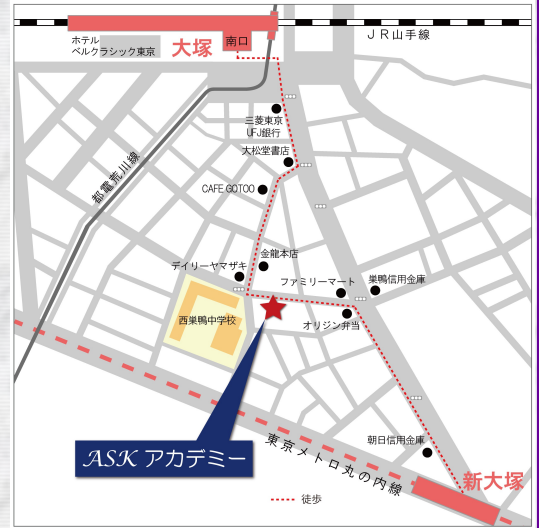 ＪＲ山手線
ホテル
ベルクラシック東京
大塚
南口
三菱東京
UFJ銀行
大松堂書店
都電荒川線
CAFE GOTOO
金龍本店
デイリーヤマザキ
ファミリーマート
巣鴨信用金庫
西巣鴨中学校
オリジン弁当
朝日信用金庫
ASK アカデミー
東京メトロ丸の内線
新大塚
徒歩